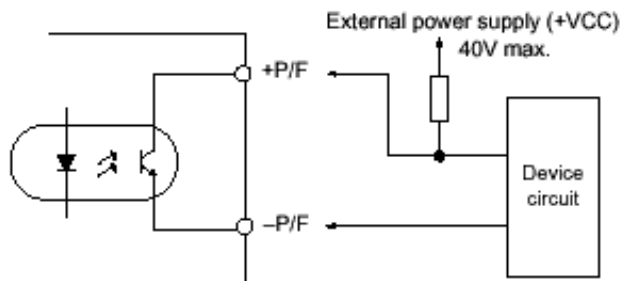 External power supply (+VCC)
40V max.
+P/F
Device
circuit
–P/F